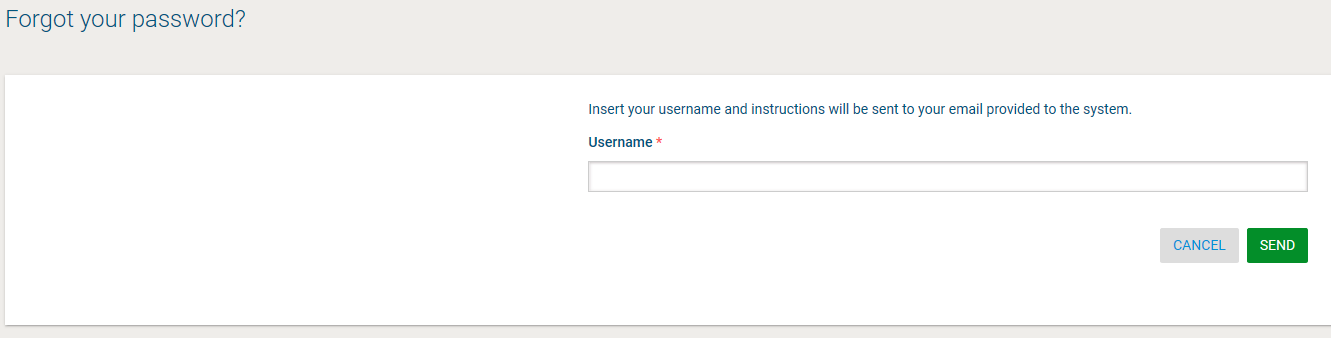 Forgot your password?
Insert your username and instructions will be sent to your email provided to the system.
Username *
CANCEL SEND